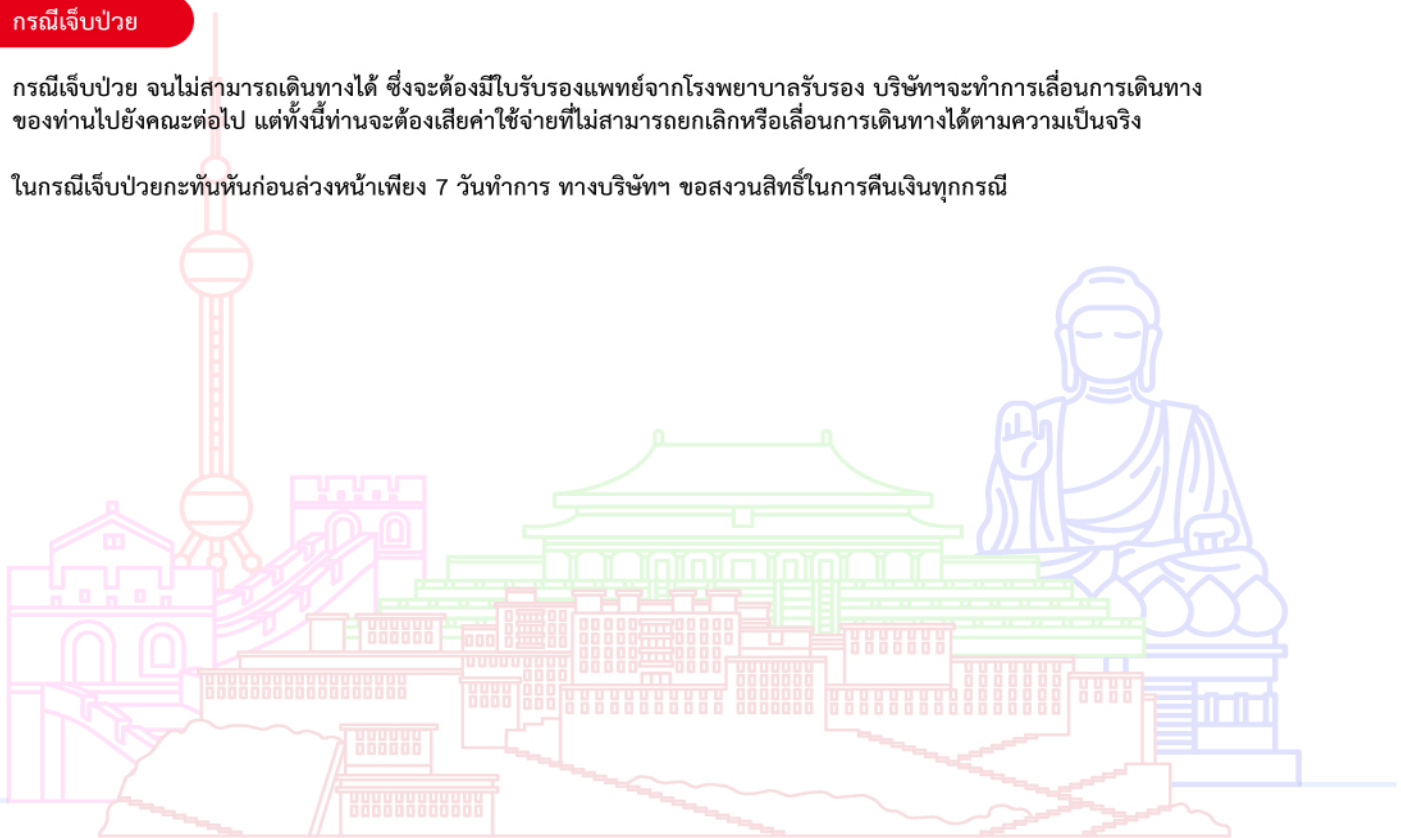 กรณีเจ็บป่วย
กรณีเจ็บป่วย จนไม่สามารถเดินทางได้ ซึ่งจะต้องมีใบรับรองแพทย์จากโรงพยาบาลรับรอง บริษัทฯจะทำการเลื่อนการเดินทาง
ของท่านไปยังคณะต่อไป แต่ทั้งนี้ท่านจะต้องเสียค่าใช้จ่ายที่ไม่สามารถยกเลิกหรือเลื่อนการเดินทางได้ตามความเป็นจริง
ในกรณีเจ็บป่วยกะทันหันก่อนล่วงหน้าเพียง 7 วันทำการ ทางบริษัทฯ ขอสงวนสิทธิ์ในการคืนเงินทุกกรณี